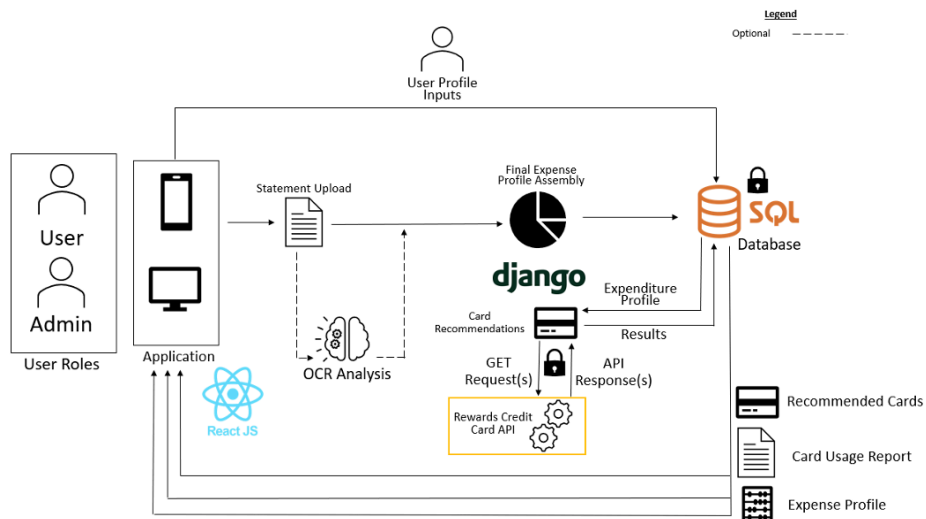 Legend
Optional
User Profile
Inputs
User
Admin
User Roles
Application
React JS
Statement Upload
OCR Analysis
Final Expense
Profile Assembly
django
SQL
Database
Expenditure
Profile
Results
Card
Recommendations
GET
Request(s)
API
Response(s)
Rewards Credit
Card API
Recommended Cards
Card Usage Report
Expense Profile